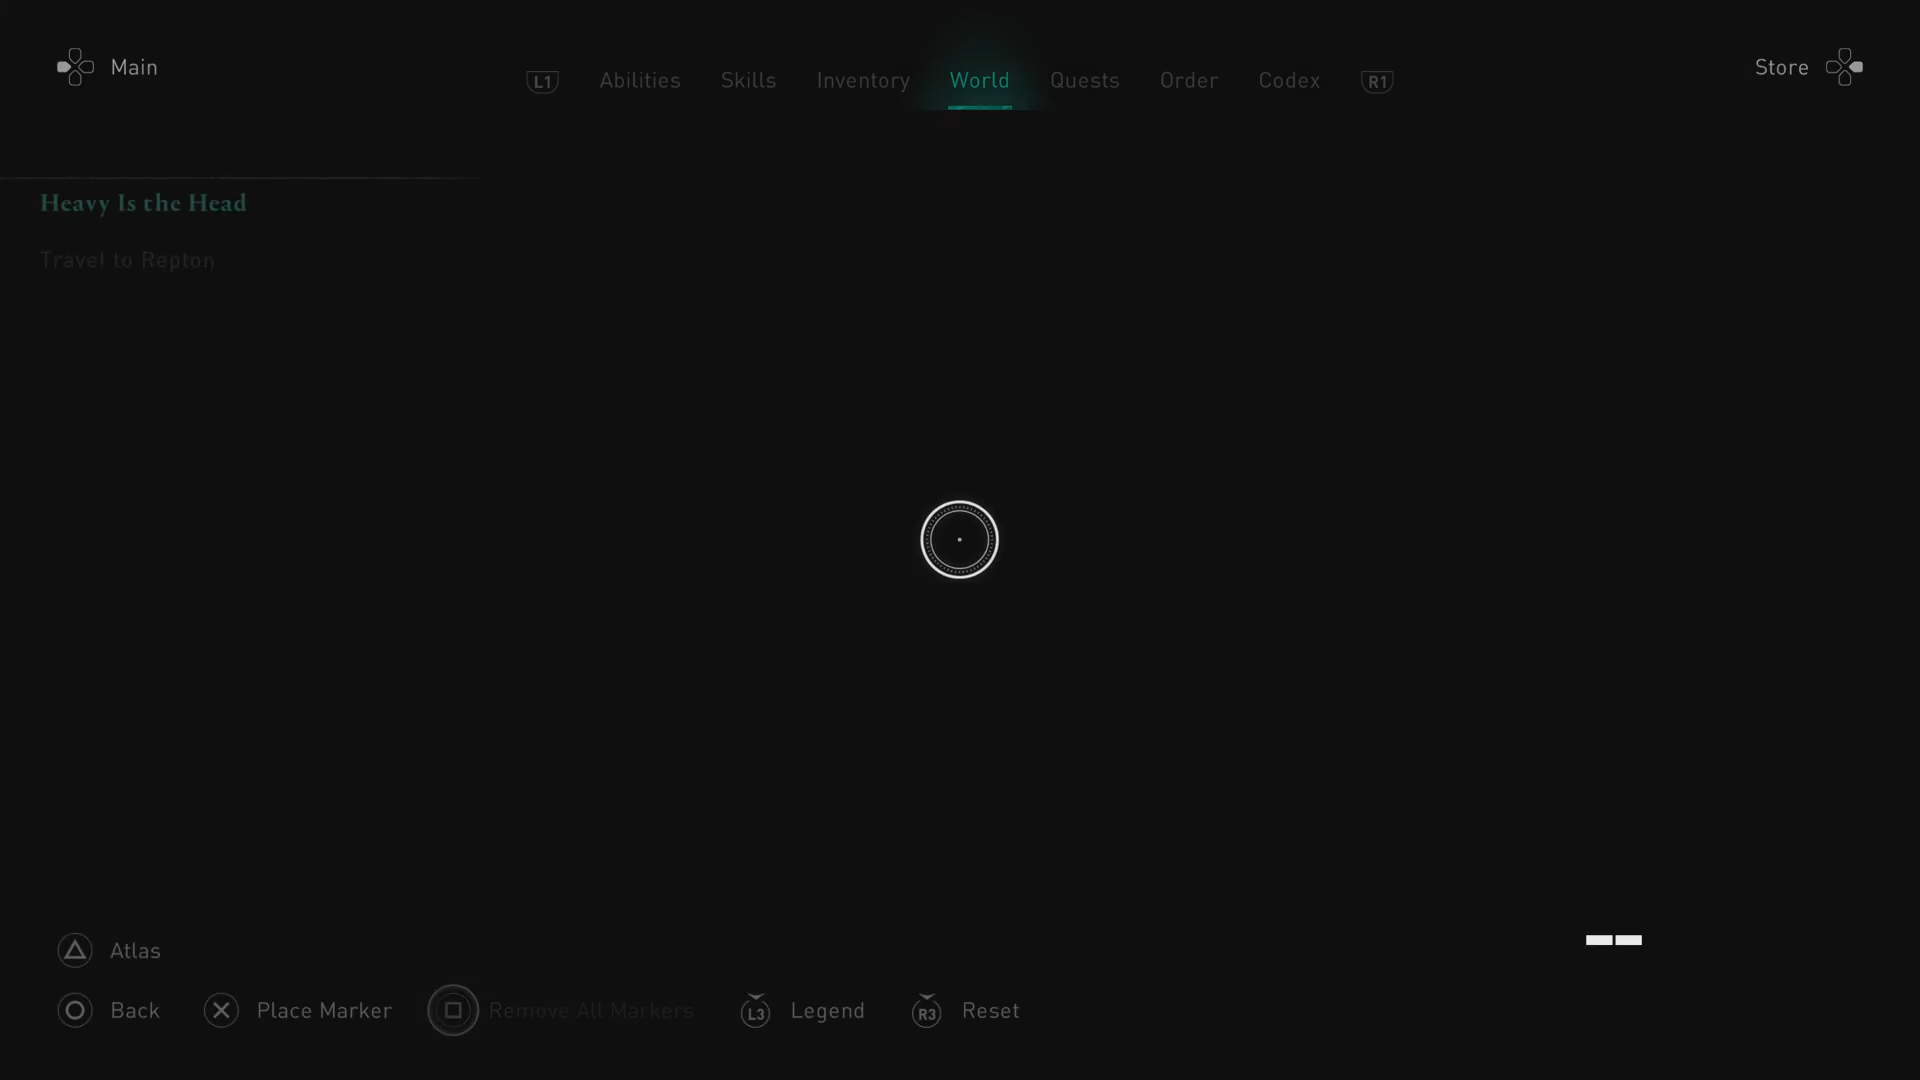 Main
L1 Abilities Skills Inventory World Quests Order Codex R1
Store
Heavy Is the Head
Travel to Repton
Atlas
Back Place Marker Remove All Markers L3 Legend R3 Reset